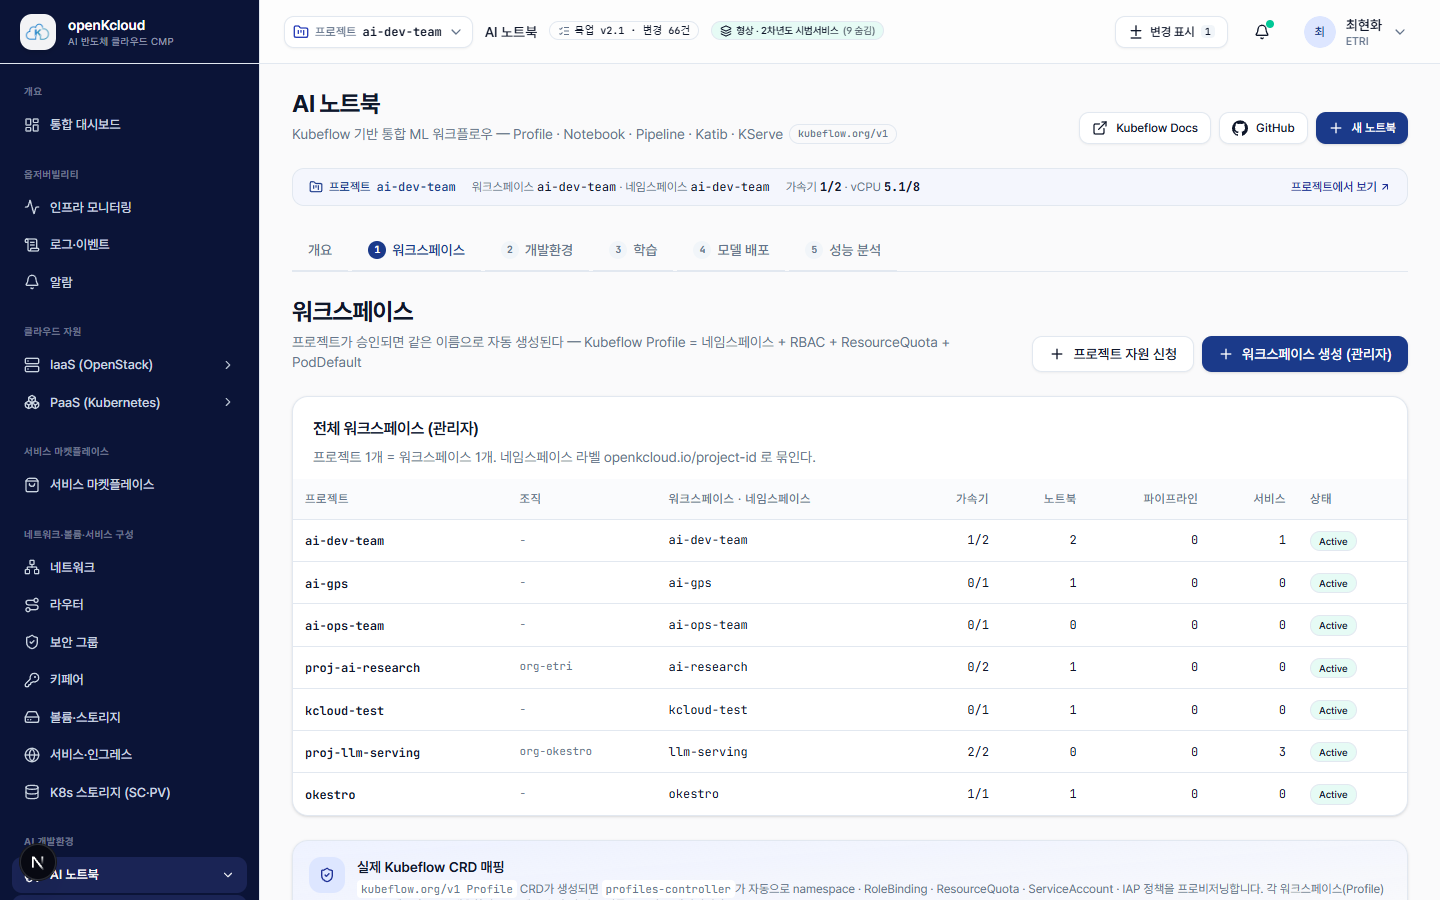 openKcloud
AI 반도체 클라우드 CMP
개요
통합 대시보드
옵저버빌리티
인프라 모니터링
로그·이벤트
알람
클라우드 자원
IaaS (OpenStack)
PaaS (Kubernetes)
서비스 마켓플레이스
서비스 마켓플레이스
네트워크·볼륨·서비스 구성
네트워크
라우터
보안 그룹
키페어
볼륨·스토리지
서비스·인그레스
K8s 스토리지 (SC·PV)
AI 개발환경
AI 노트북
N
프로젝트 ai-dev-team
AI 노트북
목업 v2.1 · 변경 66건
형상 · 2차년도 시범서비스 (9 숨김)
변경 표시 1
최
최현화
ETRI
AI 노트북
Kubeflow 기반 통합 ML 워크플로우 — Profile · Notebook · Pipeline · Katib · KServe kubeflow.org/v1
Kubeflow Docs
GitHub
새 노트북
프로젝트 ai-dev-team 워크스페이스 ai-dev-team · 네임스페이스 ai-dev-team 가속기 1/2 · vCPU 5.1/8
프로젝트에서 보기
개요
1 워크스페이스
2 개발환경
3 학습
4 모델 배포
5 성능 분석
워크스페이스
프로젝트가 승인되면 같은 이름으로 자동 생성된다 — Kubeflow Profile = 네임스페이스 + RBAC + ResourceQuota +
PodDefault
프로젝트 자원 신청
워크스페이스 생성 (관리자)
전체 워크스페이스 (관리자)
프로젝트 1개 = 워크스페이스 1개. 네임스페이스 라벨 openkcloud.io/project-id 로 묶인다.
프로젝트 조직 워크스페이스 · 네임스페이스 가속기 노트북 파이프라인 서비스 상태
ai-dev-team - ai-dev-team 1/2 2 0 1 Active
ai-gps - ai-gps 0/1 1 0 0 Active
ai-ops-team - ai-ops-team 0/1 0 0 0 Active
proj-ai-research org-etri ai-research 0/2 1 0 0 Active
kcloud-test - kcloud-test 0/1 1 0 0 Active
proj-llm-serving org-okestro llm-serving 2/2 0 0 3 Active
okestro - okestro 1/1 1 0 0 Active
실제 Kubeflow CRD 매핑
kubeflow.org/v1 Profile CRD가 생성되면 profiles-controller 가 자동으로 namespace · RoleBinding · ResourceQuota · ServiceAccount · IAP 정책을 프로비저닝합니다. 각 워크스페이스(Profile)